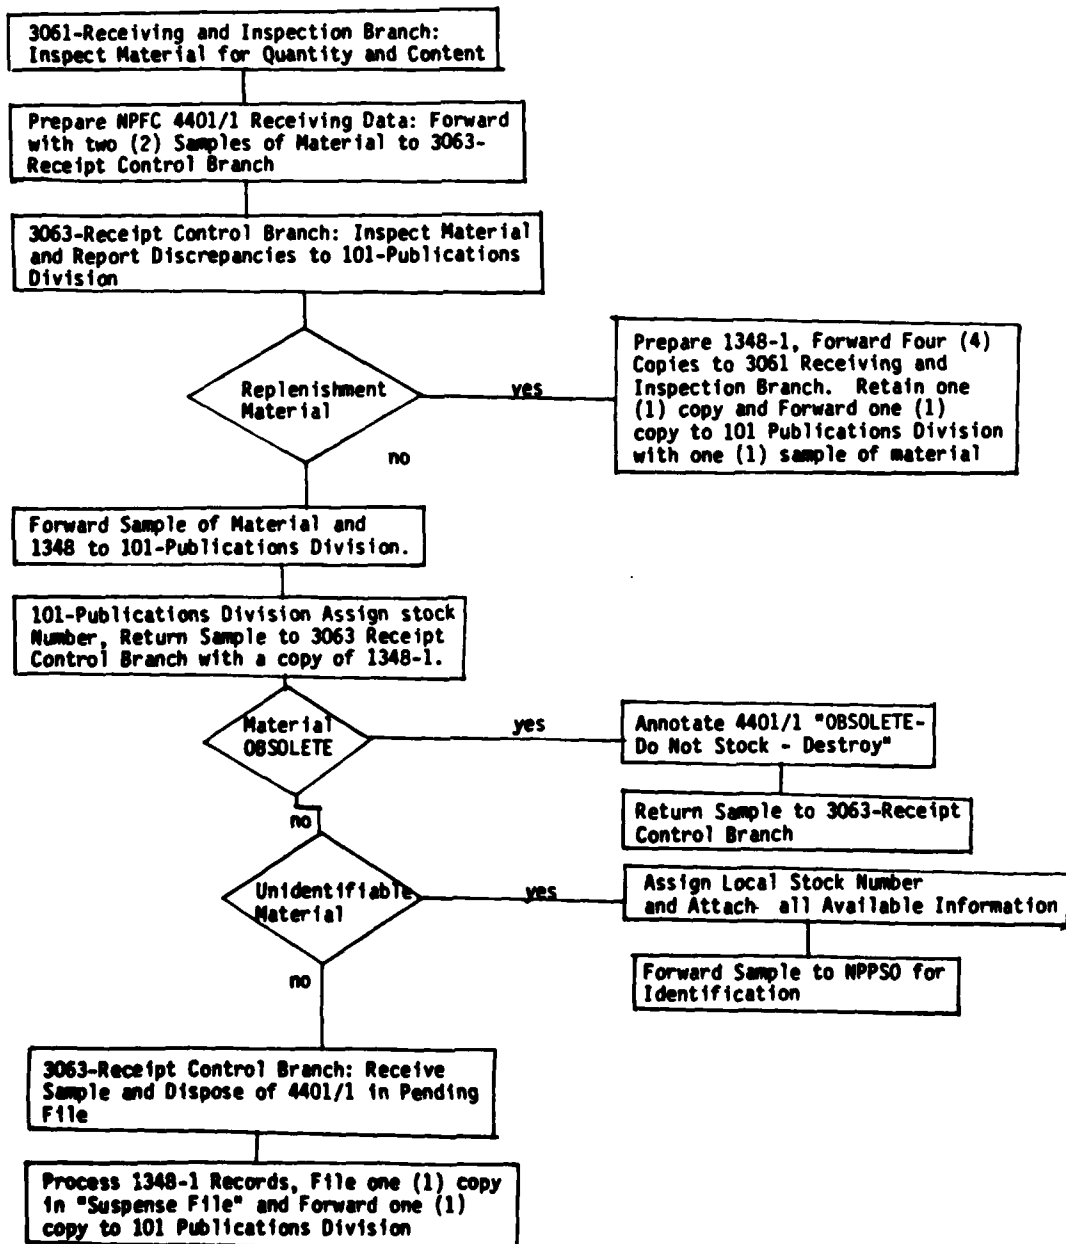 3061-Receiving and Inspection Branch:
Inspect Material for Quantity and Content
Prepare NPFC 4401/1 Receiving Data: Forward
with two (2) Samples of Material to 3063-
Receipt Control Branch
3063-Receipt Control Branch: Inspect Material
and Report Discrepancies to 101-Publications
Division
Replenishment
Material
yes
Prepare 1348-1, Forward Four (4)
Copies to 3061 Receiving and
Inspection Branch. Retain one
(1) copy and Forward one (1)
copy to 101 Publications Division
with one (1) sample of material
no
Forward Sample of Material and
1348 to 101-Publications Division.
101-Publications Division Assign stock
Number, Return Sample to 3063 Receipt
Control Branch with a copy of 1348-1.
Material
OBSOLETE
yes
Annotate 4401/1 "OBSOLETE-
Do Not Stock - Destroy"
Return Sample to 3063-Receipt
Control Branch
no
Unidentifiable
Material
yes
Assign Local Stock Number
and Attach all Available Information
Forward Sample to NPPSO for
Identification
no
3063-Receipt Control Branch: Receive
Sample and Dispose of 4401/1 in Pending
File
Process 1348-1 Records, File one (1) copy
in "Suspense File" and Forward one (1)
copy to 101 Publications Division